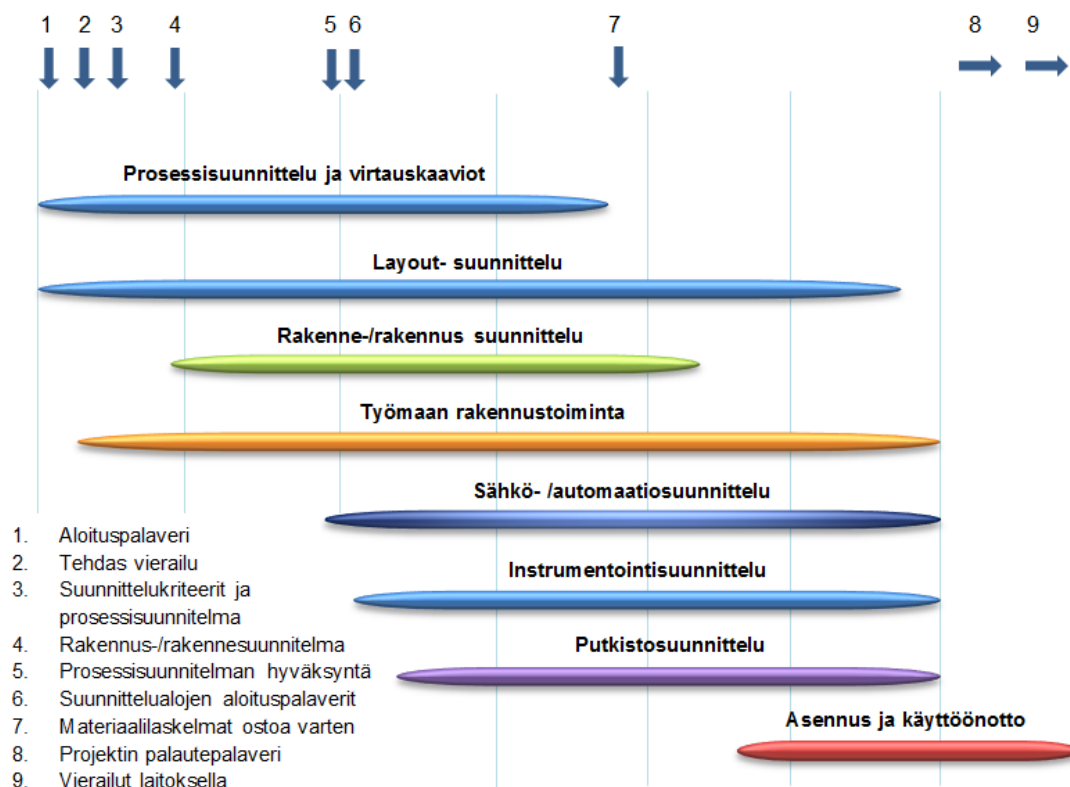 1 2 3 4 5 6 7 8 9
Prosessisuunnittelu ja virtauskaaviot
Layout- suunnittelu
Rakenne-/rakennus suunnittelu
Työmaan rakennustoiminta
Sähkö- /automaatiosuunnittelu
Instrumentointisuunnittelu
Putkistosuunnittelu
Asennus ja käyttöönotto
1. Aloituspalaveri
2. Tehdas vierailu
3. Suunnittelukriteerit ja
prosessisuunnitelma
4. Rakennus-/rakennesuunnitelma
5. Prosessisuunnitelman hyväksyntä
6. Suunnittelualojen aloituspalaverit
7. Materiaalilaskelmat ostoa varten
8. Projektin palautepalaveri
9. Vierailut laitoksella